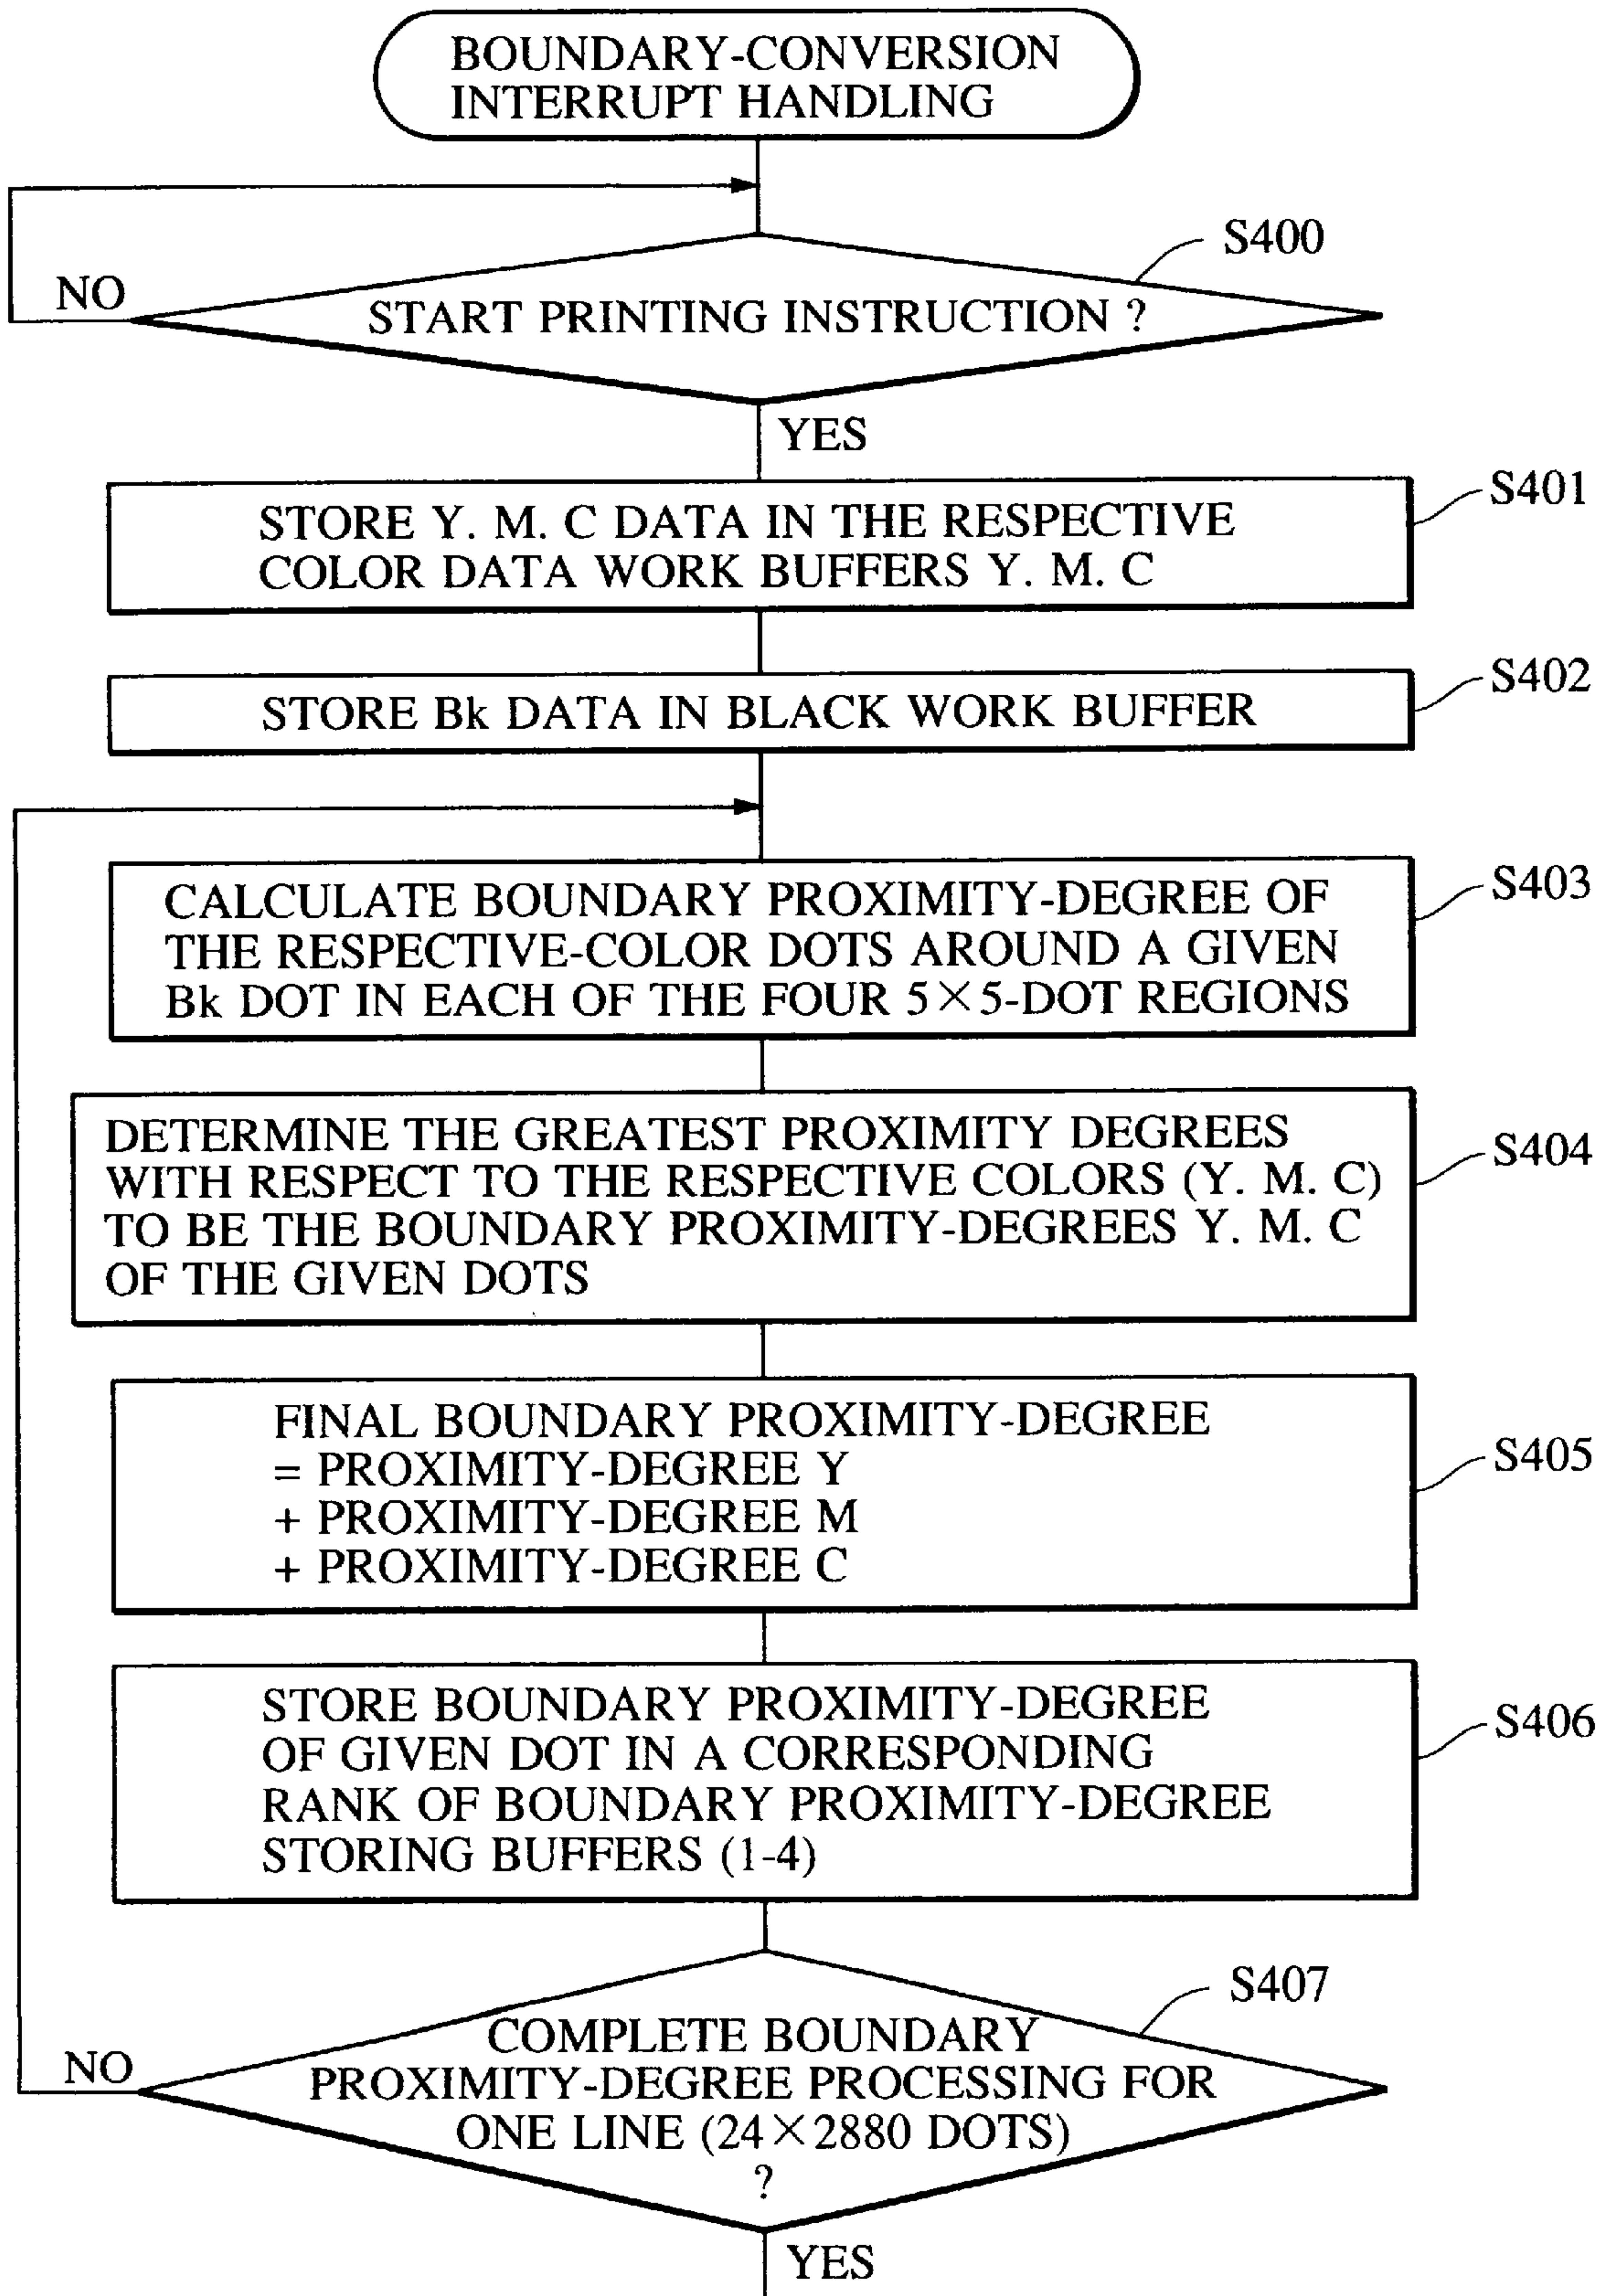 BOUNDARY-CONVERSION
INTERRUPT HANDLING
S400
NO
START PRINTING INSTRUCTION ?
YES
S401
STORE Y. M. C DATA IN THE RESPECTIVE
COLOR DATA WORK BUFFERS Y. M. C
S402
STORE Bk DATA IN BLACK WORK BUFFER
S403
CALCULATE BOUNDARY PROXIMITY-DEGREE OF
THE RESPECTIVE-COLOR DOTS AROUND A GIVEN
Bk DOT IN EACH OF THE FOUR 5×5-DOT REGIONS
S404
DETERMINE THE GREATEST PROXIMITY DEGREES
WITH RESPECT TO THE RESPECTIVE COLORS (Y. M. C)
TO BE THE BOUNDARY PROXIMITY-DEGREES Y. M. C
OF THE GIVEN DOTS
S405
FINAL BOUNDARY PROXIMITY-DEGREE
= PROXIMITY-DEGREE Y
+ PROXIMITY-DEGREE M
+ PROXIMITY-DEGREE C
S406
STORE BOUNDARY PROXIMITY-DEGREE
OF GIVEN DOT IN A CORRESPONDING
RANK OF BOUNDARY PROXIMITY-DEGREE
STORING BUFFERS (1-4)
S407
NO
COMPLETE BOUNDARY
PROXIMITY-DEGREE PROCESSING FOR
ONE LINE (24×2880 DOTS)
?
YES